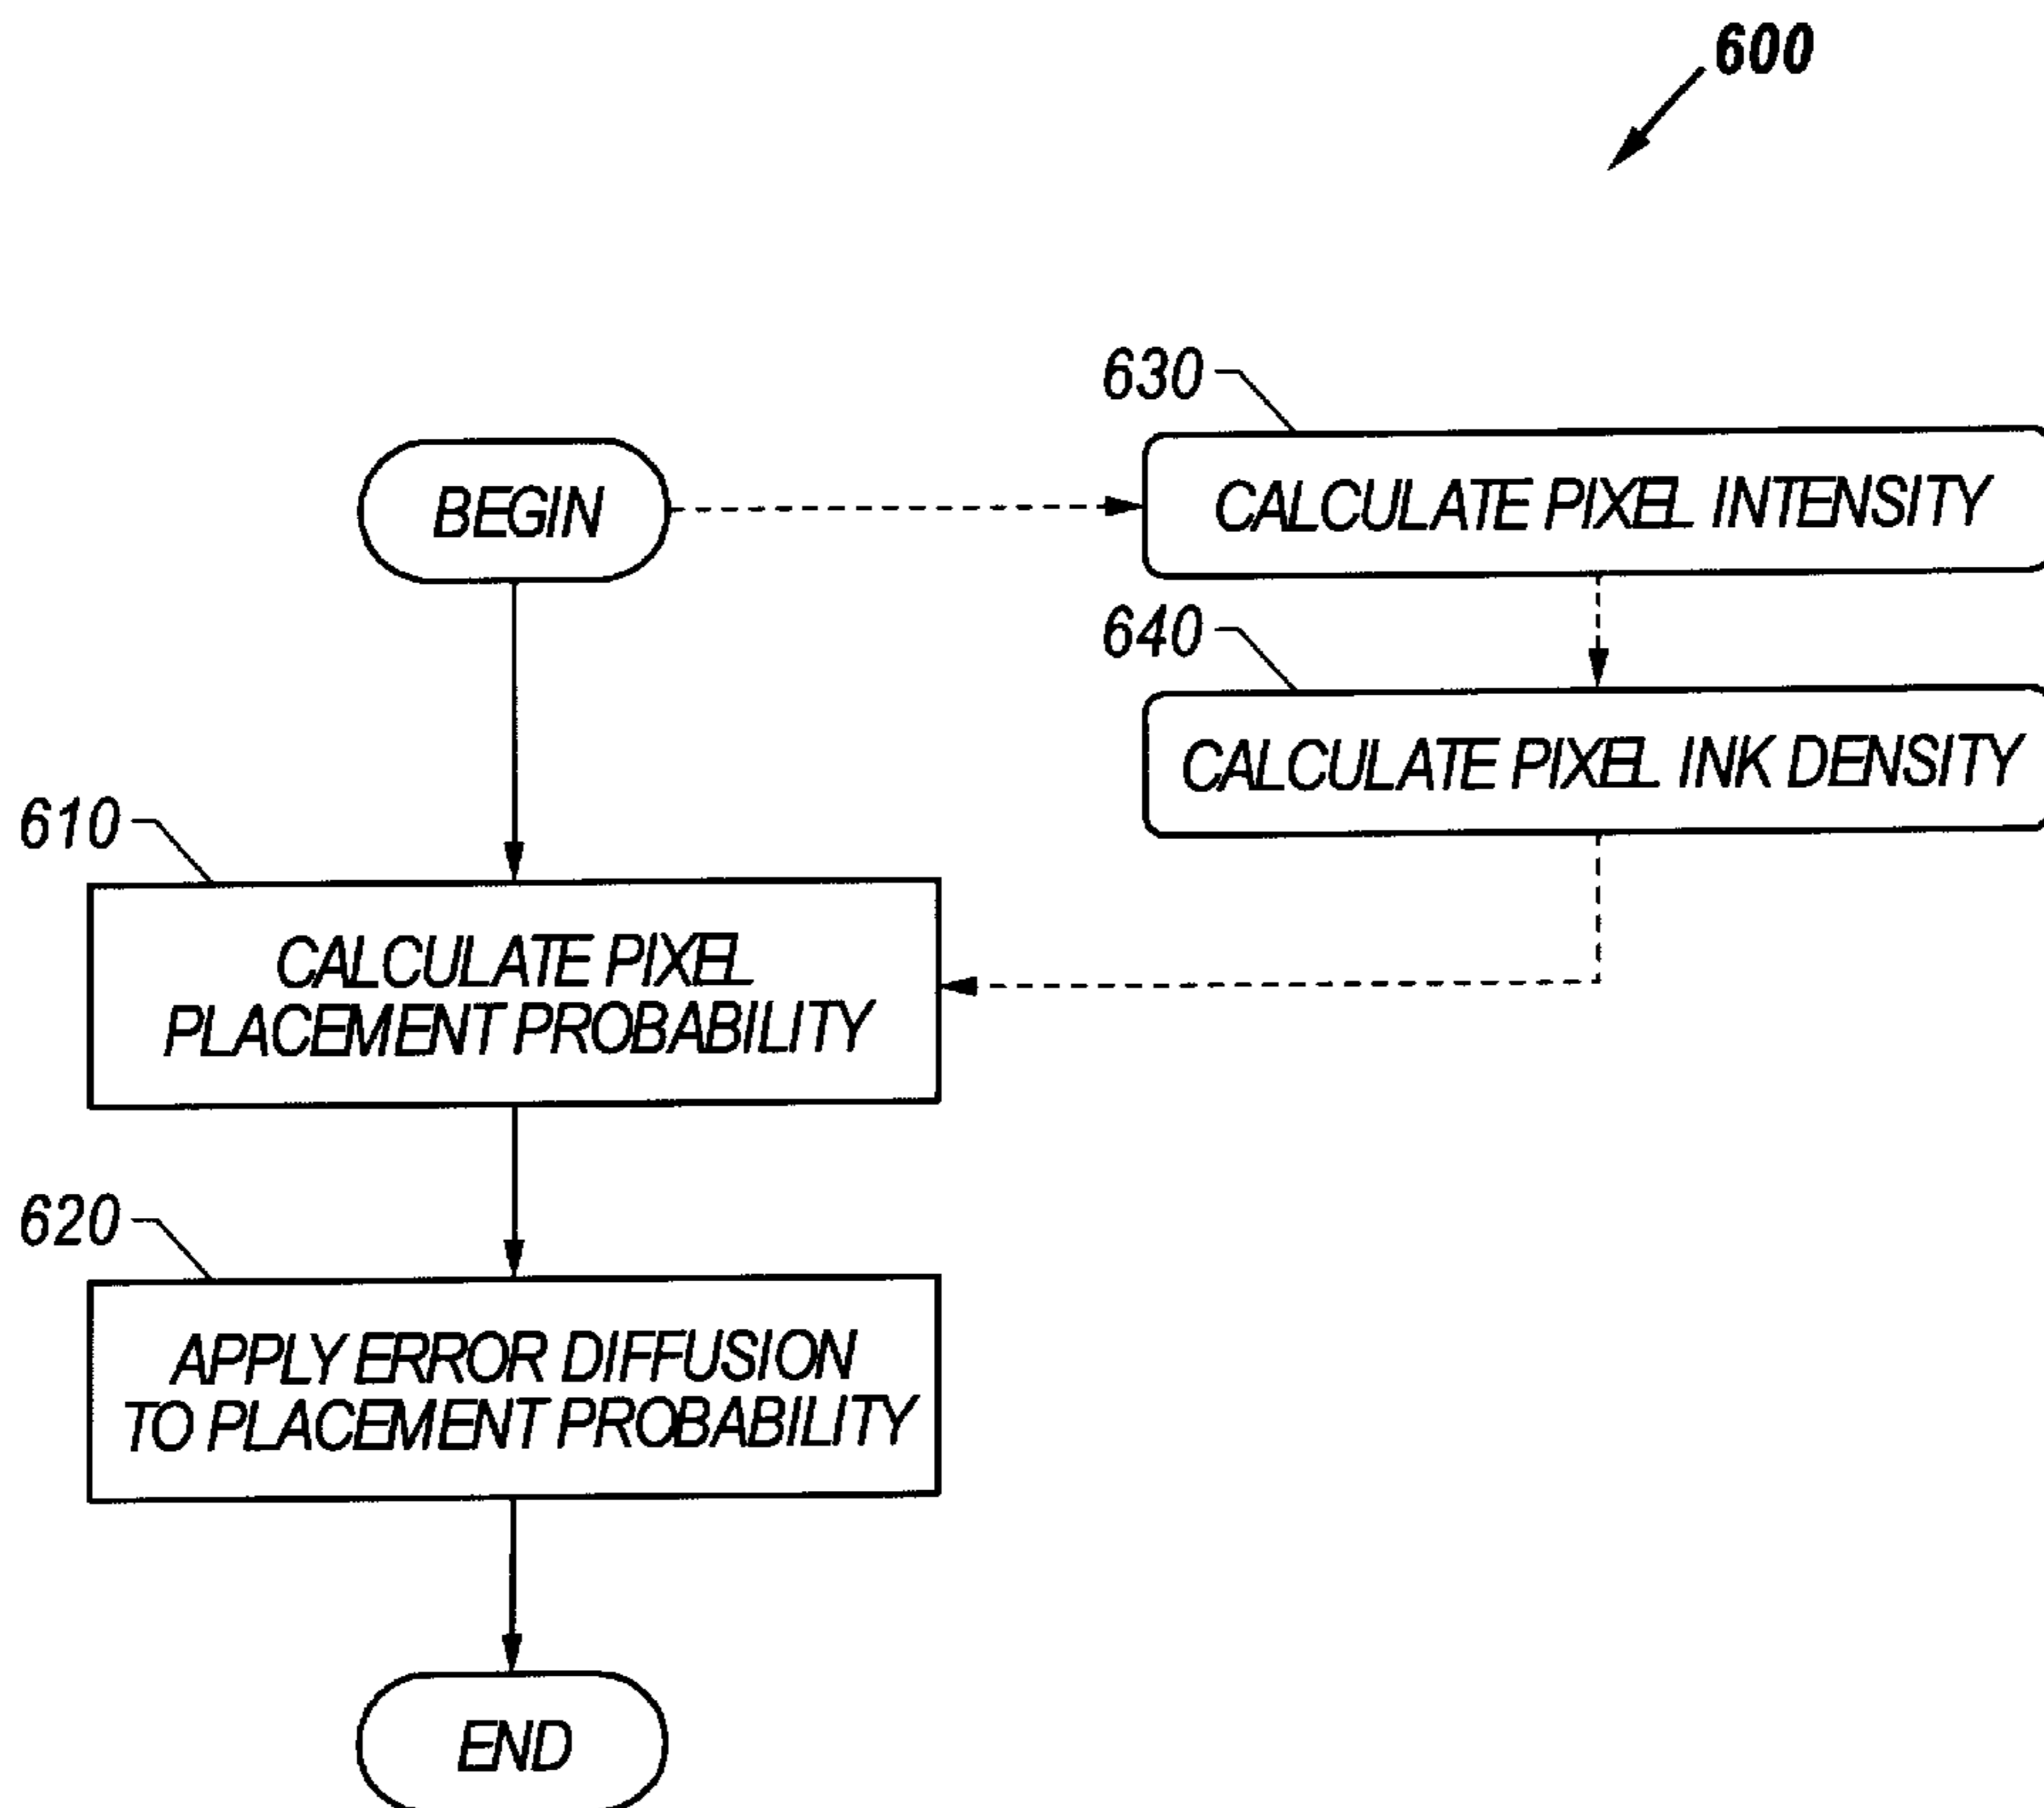 600
630
BEGIN
CALCULATE PIXEL INTENSITY
640
CALCULATE PIXEL INK DENSITY
610
CALCULATE PIXEL
PLACEMENT PROBABILITY
620
APPLY ERROR DIFFUSION
TO PLACEMENT PROBABILITY
END